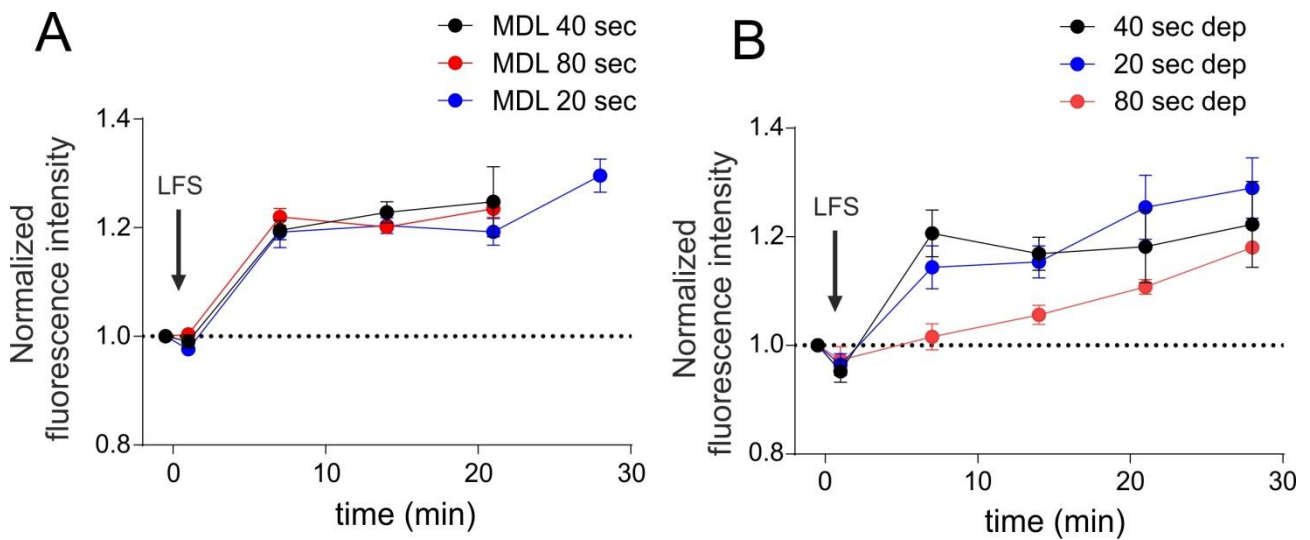 A
MDL 40 sec
MDL 80 sec
MDL 20 sec
Normalized
fluorescence intensity
1.4
1.2
1.0
0.8
LFS
0
10
20
30
time (min)
B
40 sec dep
20 sec dep
80 sec dep
Normalized
fluorescence intensity
1.4
1.2
1.0
0.8
LFS
0
10
20
30
time (min)